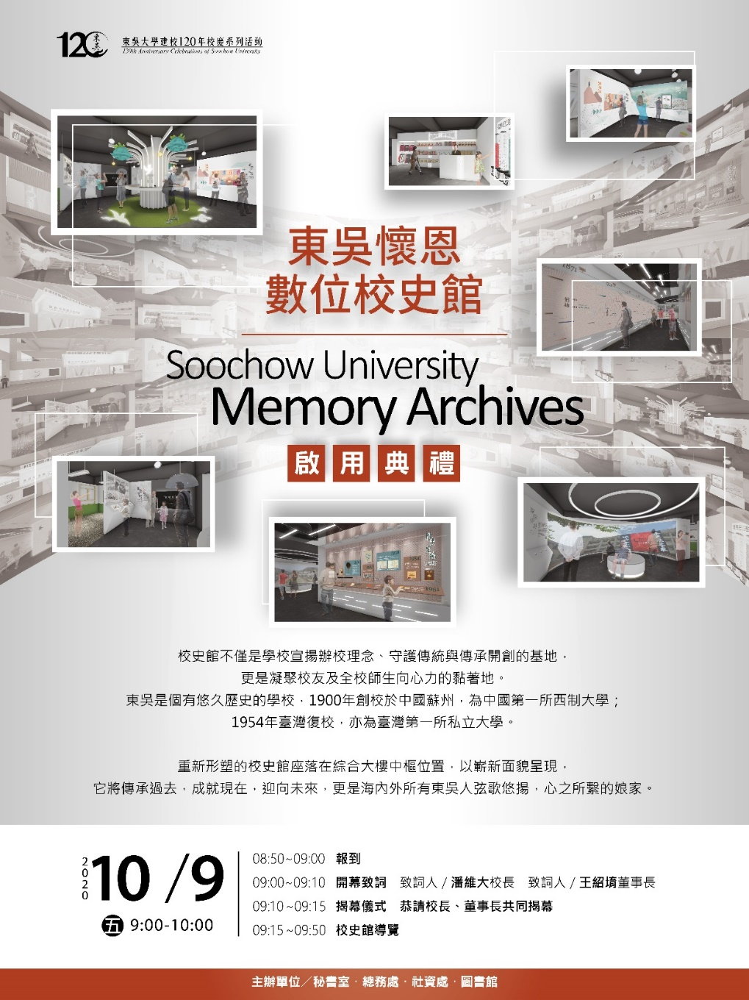 120 東吳
東吳大學建校120年校慶系列活動
120th Anniversary Celebrations of Soochow University
東吳懷恩
數位校史館
Soochow University
Memory Archives
啟用典禮
校史館不僅是學校宣揚辦校理念、守護傳統與傳承開創的基地，
更是凝聚校友及全校師生向心力的黏著地。
東吳是個有悠久歷史的學校，1900年創校於中國蘇州，為中國第一所西制大學；
1954年臺灣復校，亦為臺灣第一所私立大學。
重新形塑的校史館座落在綜合大樓中樞位置，以嶄新面貌呈現，
它將傳承過去，成就現在，迎向未來，更是海內外所有東吳人弦歌悠揚，心之所繫的娘家。
2020 10/9
五 9:00-10:00
08:50~09:00 報到
09:00~09:10 開幕致詞 致詞人/潘維大校長 致詞人/王紹堉董事長
09:10~09:15 揭幕儀式 恭請校長、董事長共同揭幕
09:15~09:50 校史館導覽
主辦單位／秘書室．總務處．社資處．圖書館